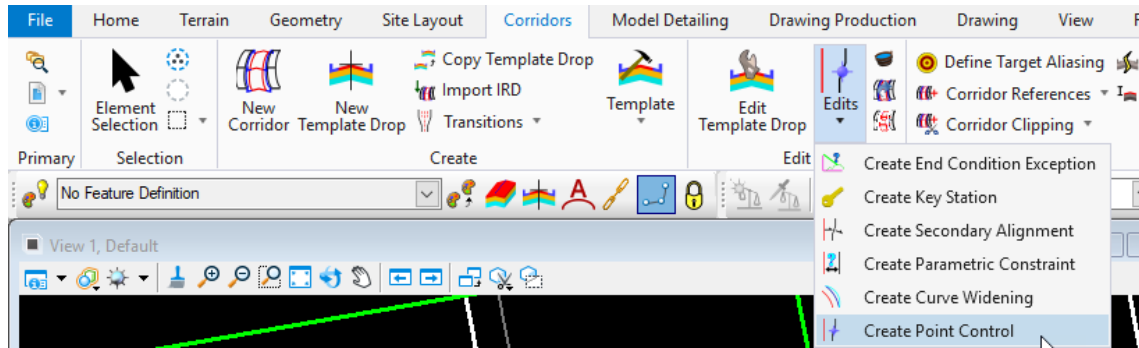 File Home Terrain Geometry Site Layout Corridors Model Detailing Drawing Production Drawing View
Element Selection
New Corridor
New Template Drop
Copy Template Drop
Import IRD
Transitions
Template
Edit Template Drop
Edits
Define Target Aliasing
Corridor References
Corridor Clipping
Primary Selection Create Edit
No Feature Definition
Create End Condition Exception
Create Key Station
Create Secondary Alignment
Create Parametric Constraint
Create Curve Widening
Create Point Control
View 1, Default